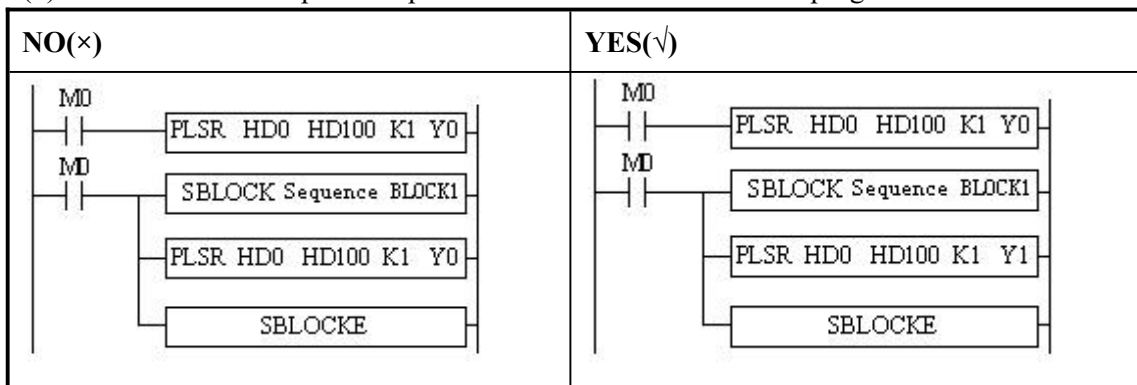 NO(×)
YES(√)
M0
PLSR HD0 HD100 K1 Y0
M0
SBLOCK Sequence BLOCK1
PLSR HD0 HD100 K1 Y0
SBLOCKE
M0
PLSR HD0 HD100 K1 Y0
M0
SBLOCK Sequence BLOCK1
PLSR HD0 HD100 K1 Y1
SBLOCKE